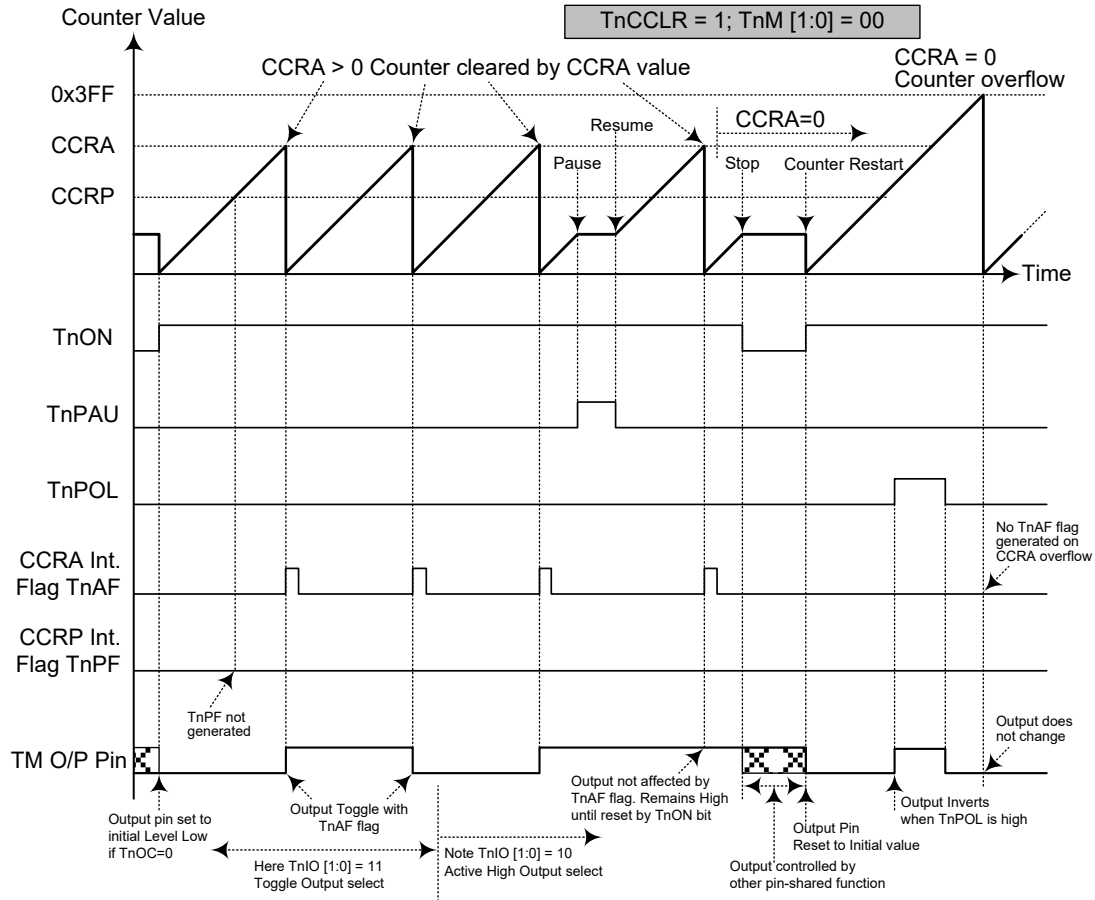 Counter Value
TnCCLR = 1; TnM [1:0] = 00
CCRA > 0 Counter cleared by CCRA value
CCRA = 0
Counter overflow
0x3FF
CCRA=0
Resume
CCRA
Pause
Stop
Counter Restart
CCRP
Time
TnON
TnPAU
TnPOL
No TnAF flag
generated on
CCRA overflow
CCRA Int.
Flag TnAF
CCRP Int.
Flag TnPF
TnPF not
generated
Output does
not change
TM O/P Pin
Output pin set to
initial Level Low
if TnOC=0
Output Toggle with
TnAF flag
Output not affected by
TnAF flag. Remains High
until reset by TnON bit
Output Inverts
when TnPOL is high
Output Pin
Reset to Initial value
Here TnIO [1:0] = 11
Toggle Output select
Note TnIO [1:0] = 10
Active High Output select
Output controlled by
other pin-shared function